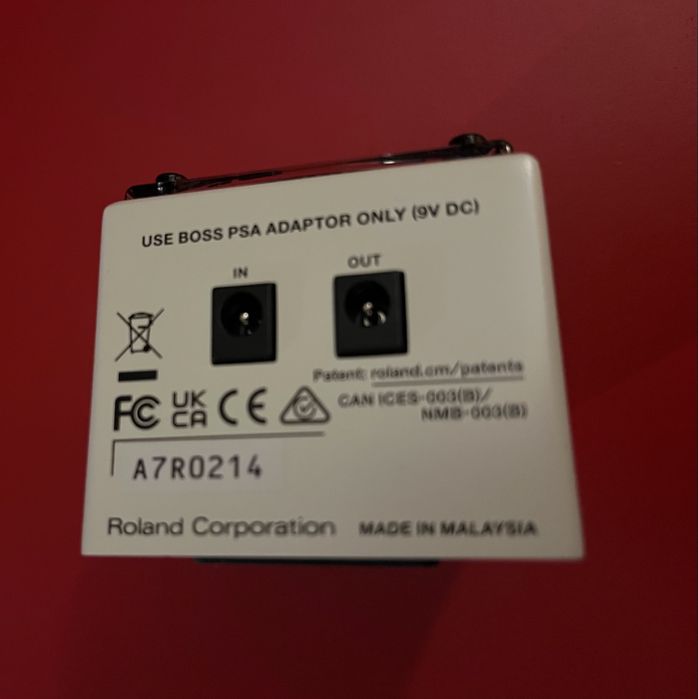 USE BOSS PSA ADAPTOR ONLY (9V DC)
IN OUT
Patent: roland.cm/patents
FC UK CA CE
CAN ICES-003(B)/
NMB-003(B)
A7R0214
Roland Corporation MADE IN MALAYSIA